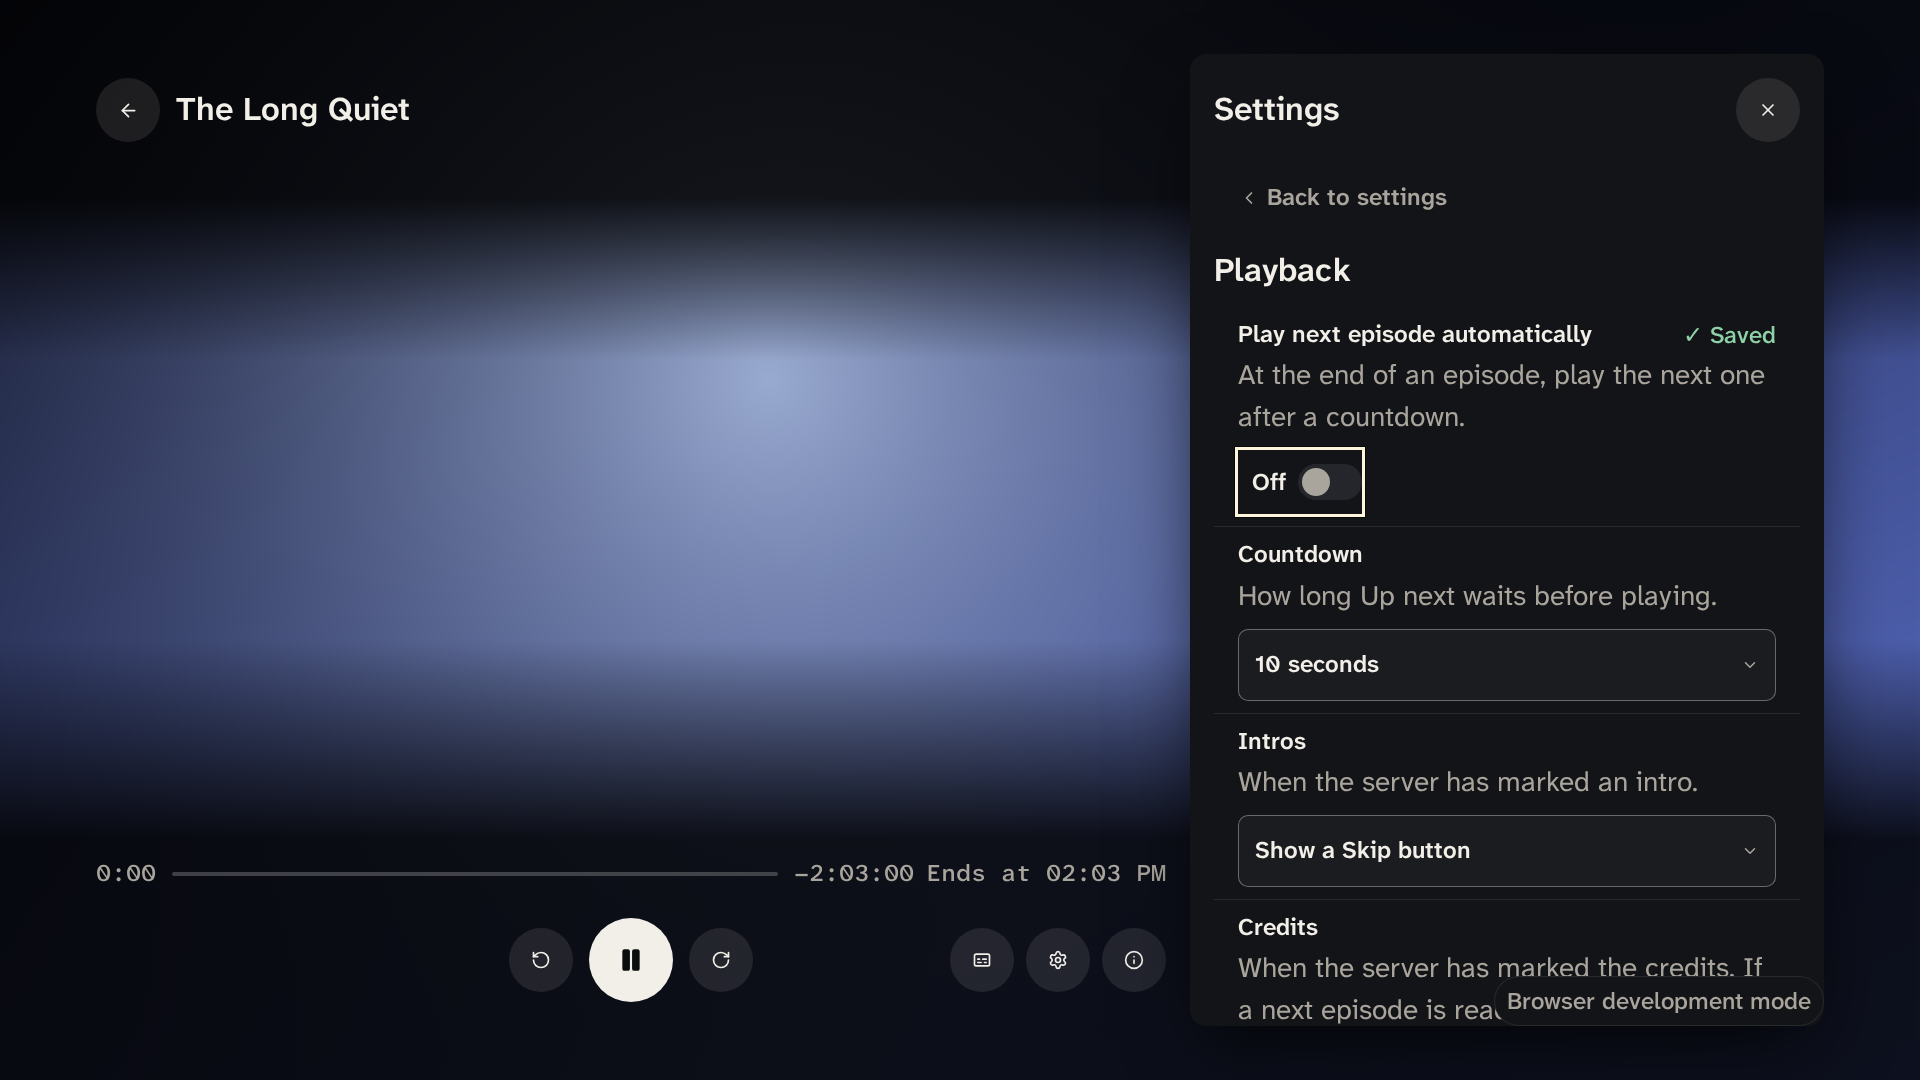 The Long Quiet
Settings
Back to settings
Playback
Play next episode automatically
✓ Saved
At the end of an episode, play the next one
after a countdown.
Off
Countdown
How long Up next waits before playing.
10 seconds
Intros
When the server has marked an intro.
Show a Skip button
Credits
When the server has marked the credits. If
a next episode is
Browser development mode
0:00
−2:03:00 Ends at 02:03 PM